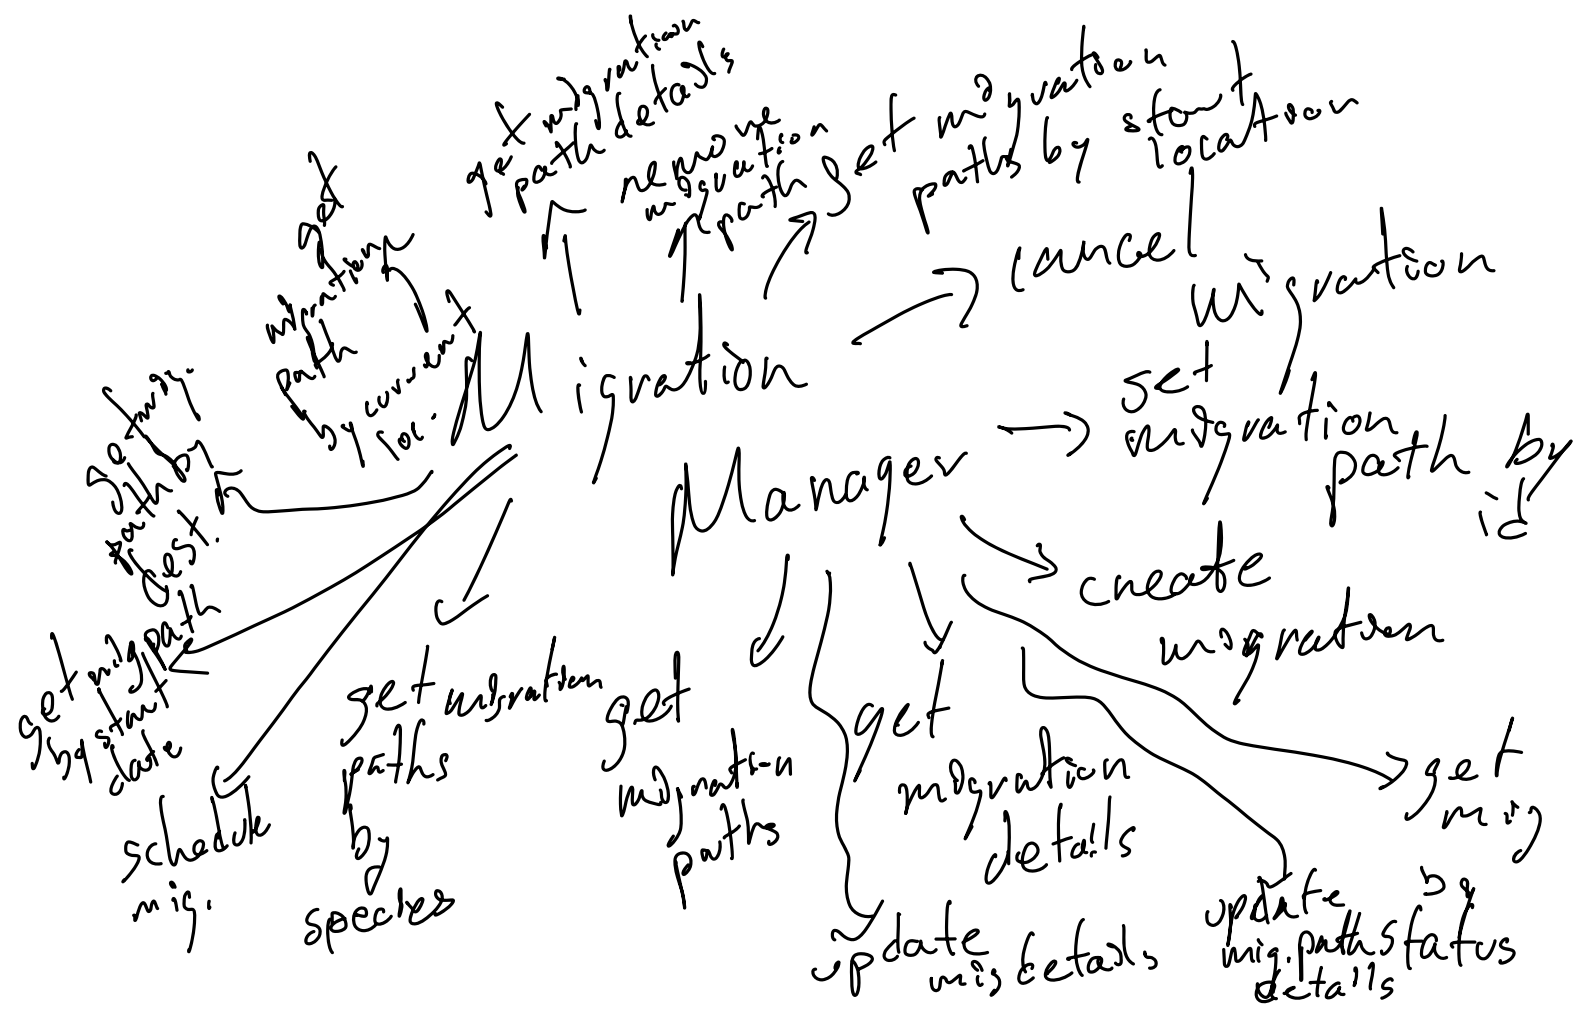 Migration
Manager
get migration
path details
remove
migration
path
get migration
paths by start
location
cancel
migration
get
migration
path by
id
create
migration
get
mig
by
status
update
mig. path
details
get
migration
details
update
mig details
get
migration
paths
get migration
paths
by
species
schedule
mig.
get mig path
by start
date
get mig.
path by
dest.
get
migration
path
by current
loc.